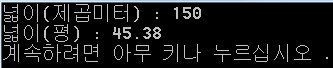 넓이(제곱미터) : 150
넓이(평) : 45.38
계속하려면 아무 키나 누르십시오 .